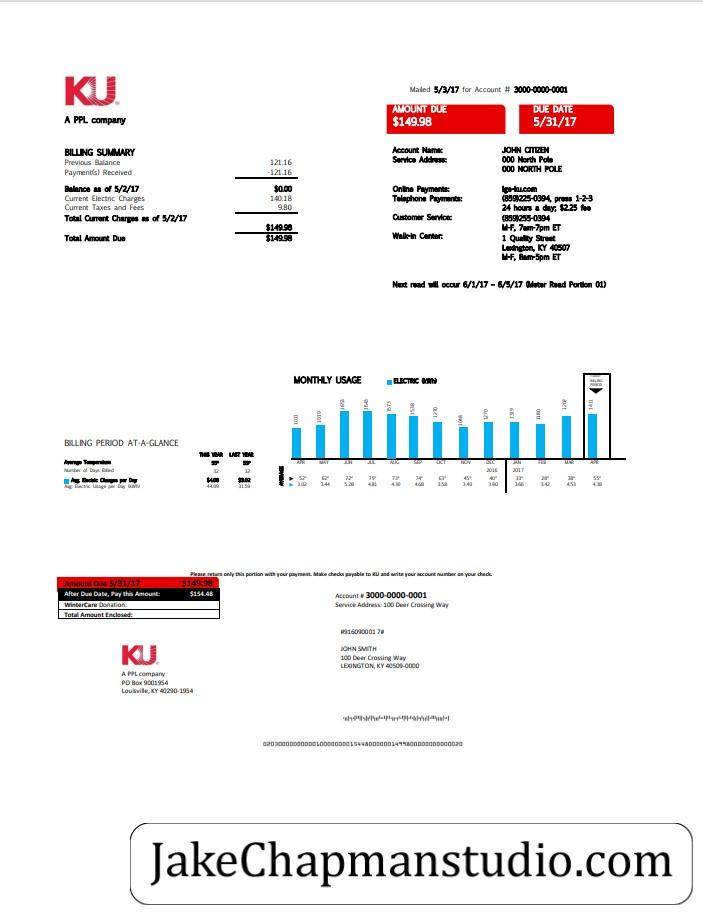 KU
Mailed 5/3/17 for Account # 3000-0000-0001
A PPL company
AMOUNT DUE
$149.98
DUE DATE
5/31/17
BILLING SUMMARY
Previous Balance 121.16
Payment(s) Received -121.16
Balance as of 5/2/17 $0.00
Current Electric Charges 140.18
Current Taxes and Fees 9.80
Total Current Charges as of 5/2/17
$149.98
Total Amount Due $149.98
Account Name: JOHN CITIZEN
Service Address: 000 North Pole
000 NORTH POLE
Online Payments: lge-ku.com
Telephone Payments: (859)225-0394, press 1-2-3
24 hours a day; $2.25 fee
Customer Service: (859)255-0394
M-F, 7am-7pm ET
Walk-in Center: 1 Quality Street
Lexington, KY 40507
M-F, 8am-5pm ET
Next read will occur 6/1/17 – 6/5/17 (Meter Read Portion 01)
MONTHLY USAGE
ELECTRIC (kWh)
BILLING
PERIOD
1019 1655 1645 1573 1538 1270 1270 1319 1180 1411
APR MAY JUN JUL AUG SEP OCT NOV DEC JAN FEB MAR APR
2016 2017
AVERAGE
52° 62° 72° 75° 73° 74° 63° 45° 40° 33° 28° 38° 55°
3.02 3.44 5.28 4.81 4.30 4.68 3.58 3.40 3.80 3.66 3.42 4.53 4.38
BILLING PERIOD AT-A-GLANCE
THIS YEAR LAST YEAR
Average Temperature 55° 52°
Number of Days Billed 32 32
Avg. Electric Charges per Day $4.38 $3.02
Avg. Electric Usage per Day (kWh) 44.09 31.59
Please return only this portion with your payment. Make checks payable to KU and write your account number on your check.
Amount Due 5/31/17 $149.98
After Due Date, Pay this Amount: $154.48
WinterCare Donation:
Total Amount Enclosed:
Account # 3000-0000-0001
Service Address: 100 Deer Crossing Way
#916090001 7#
JOHN SMITH
100 Deer Crossing Way
LEXINGTON, KY 40509-0000
KU
A PPL company
PO Box 9001954
Louisville, KY 40290-1954
JakeChapmanstudio.com